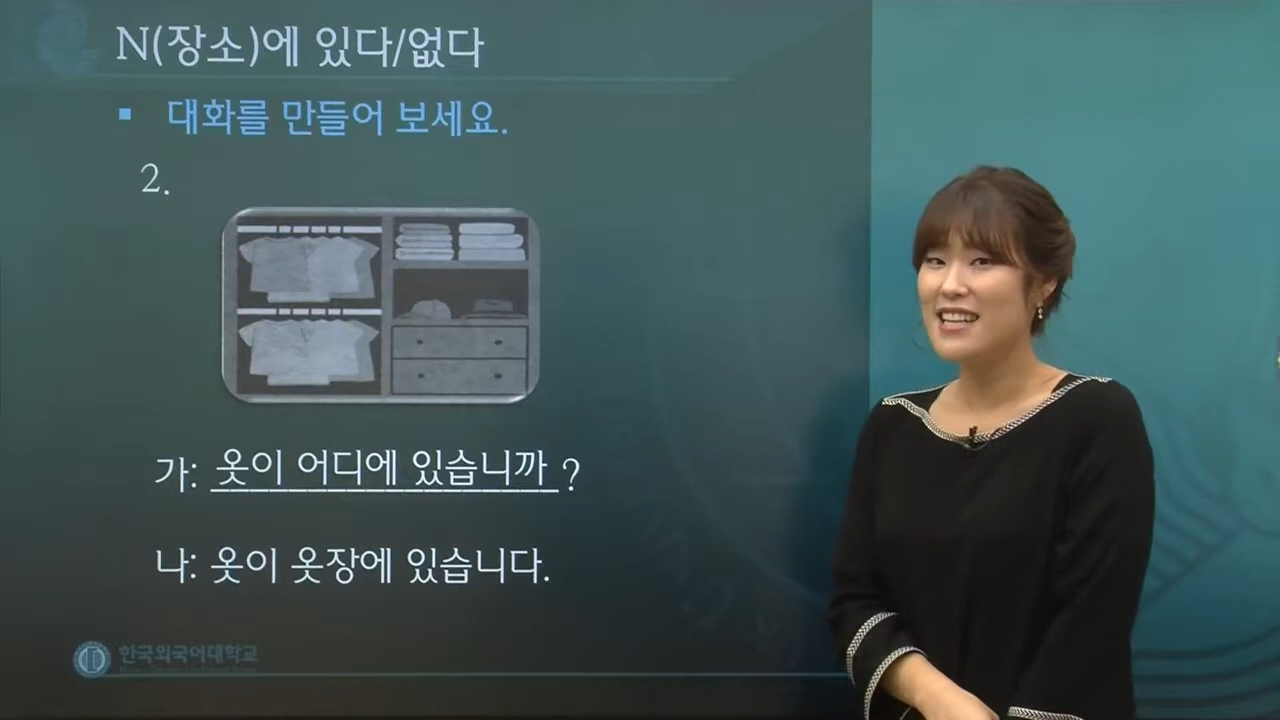 N(장소)에 있다/없다
▪ 대화를 만들어 보세요.
2.
가: 옷이 어디에 있습니까?
나: 옷이 옷장에 있습니다.
한국외국어대학교